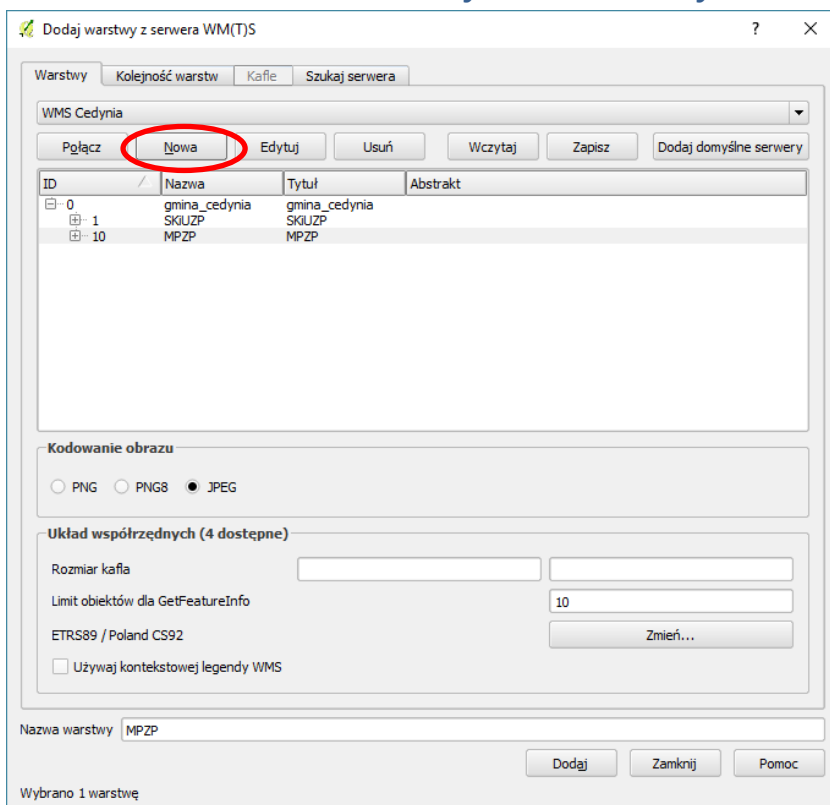 Dodaj warstwy z serwera WM(T)S
Warstwy Kolejność warstw Kafle Szukaj serwera
WMS Cedynia
Połącz Nowa Edytuj Usuń Wczytaj Zapisz Dodaj domyślne serwery
ID Nazwa Tytuł Abstrakt
0 gmina_cedynia gmina_cedynia
1 SKiUZP SKiUZP
10 MPZP MPZP
Kodowanie obrazu
PNG PNG8 JPEG
Układ współrzędnych (4 dostępne)
Rozmiar kafla
Limit obiektów dla GetFeatureInfo 10
ETRS89 / Poland CS92 Zmień...
Używaj kontekstowej legendy WMS
Nazwa warstwy MPZP
Dodaj Zamknij Pomoc
Wybrano 1 warstwę